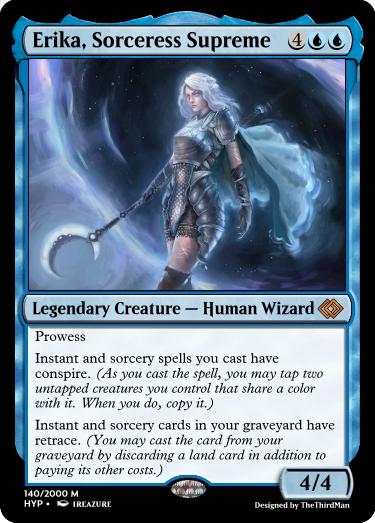 Erika, Sorceress Supreme 4
Legendary Creature — Human Wizard
Prowess
Instant and sorcery spells you cast have
conspire. (As you cast the spell, you may tap two
untapped creatures you control that share a color
with it. When you do, copy it.)
Instant and sorcery cards in your graveyard have
retrace. (You may cast the card from your
graveyard by discarding a land card in addition to
paying its other costs.)
4/4
140/2000 M
HYP • IREAZURE
Designed by TheThirdMan